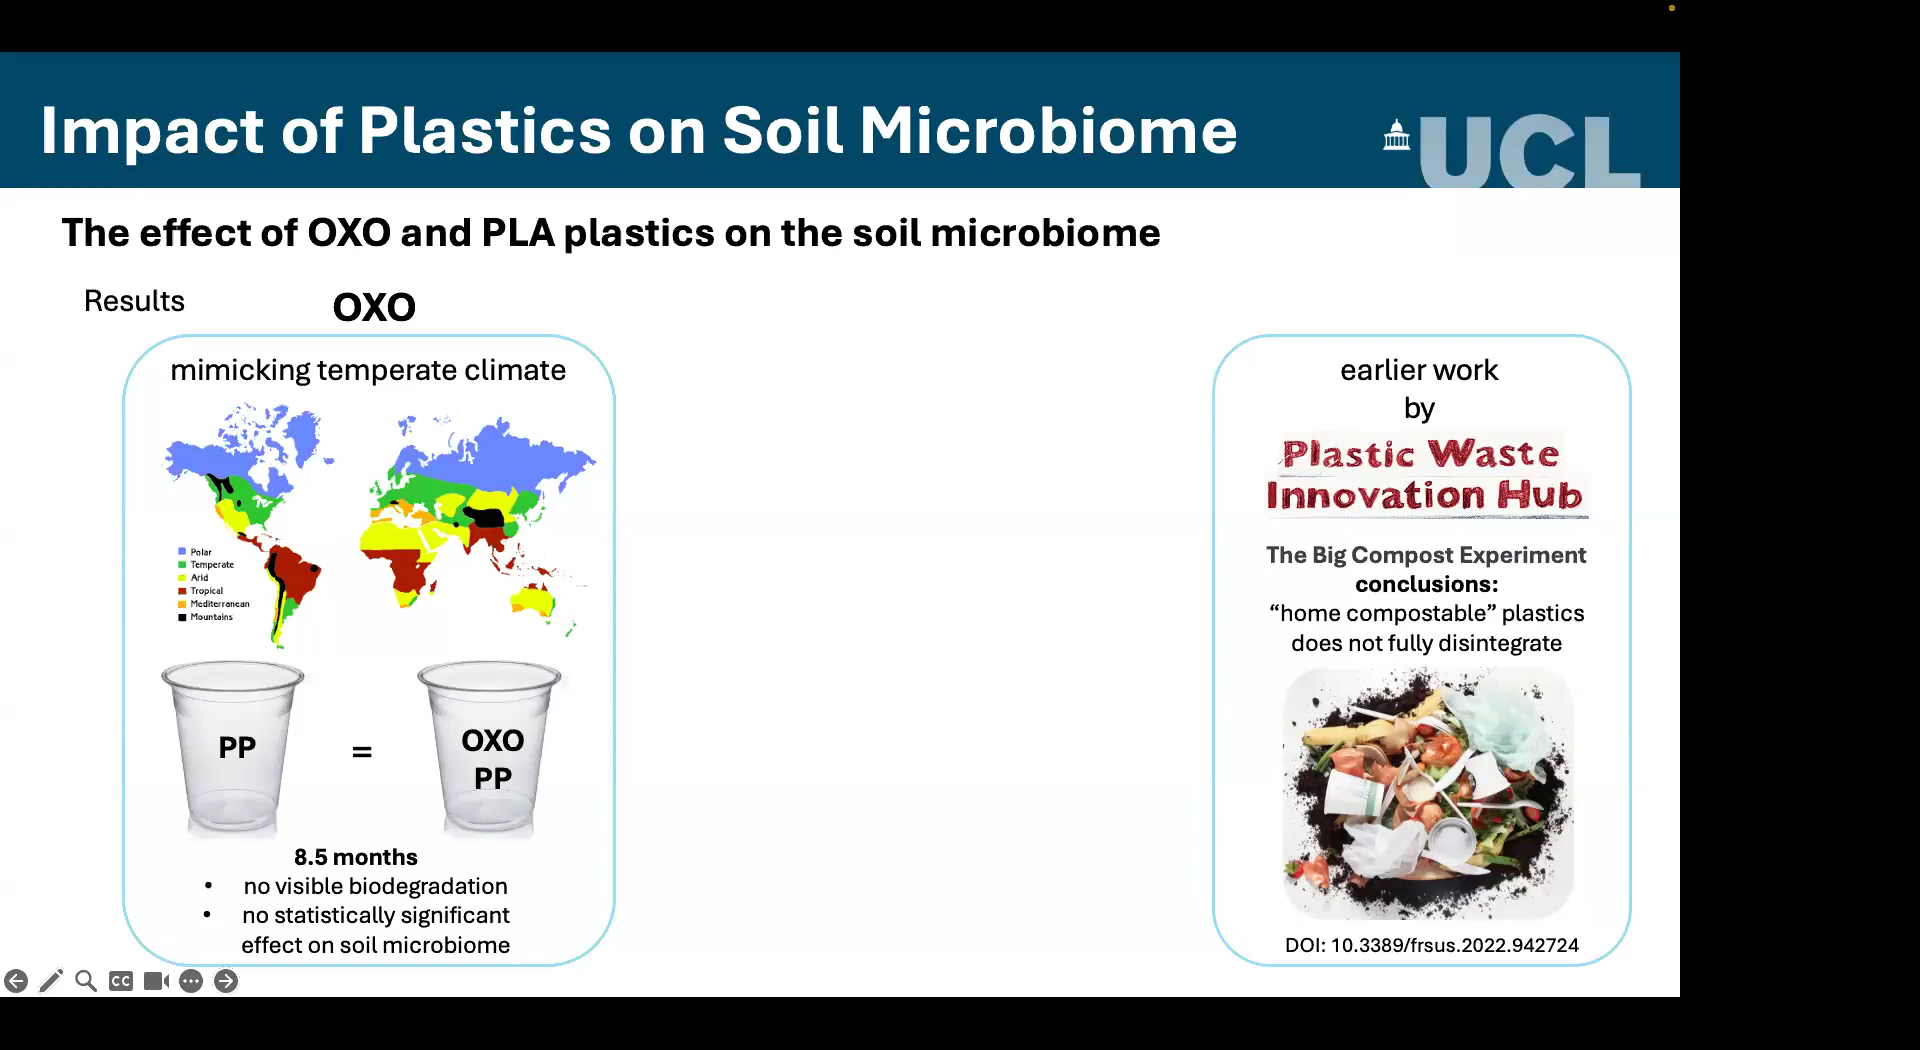 Impact of Plastics on Soil Microbiome
UCL
The effect of OXO and PLA plastics on the soil microbiome
Results
OXO
mimicking temperate climate
Polar
Temperate
Arid
Tropical
Mediterranean
Mountains
PP
=
OXO
PP
8.5 months
• no visible biodegradation
• no statistically significant
effect on soil microbiome
earlier work
by
Plastic Waste
Innovation Hub
The Big Compost Experiment
conclusions:
“home compostable” plastics
does not fully disintegrate
DOI: 10.3389/frsus.2022.942724
CC